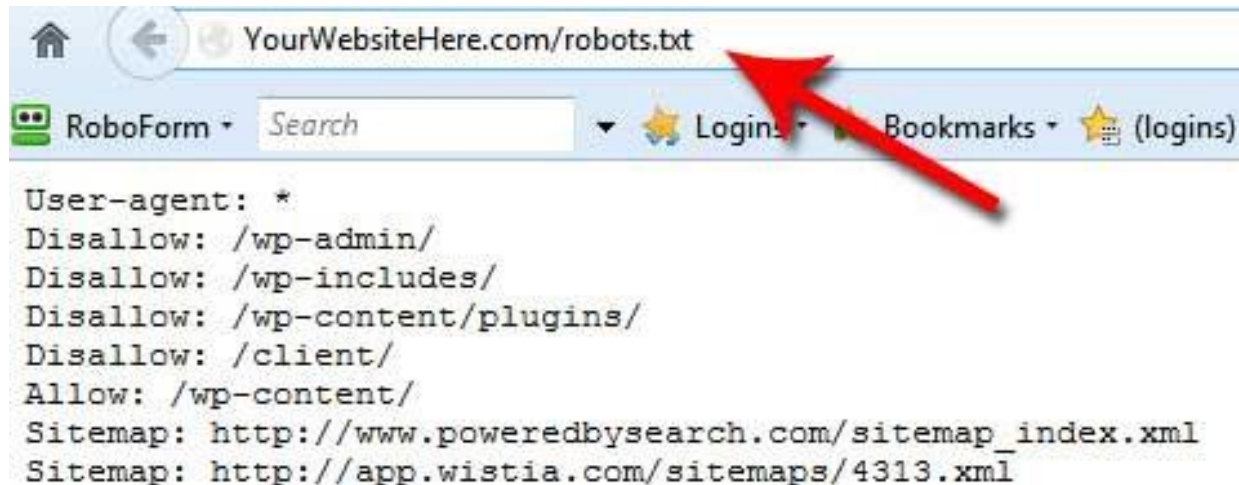 YourWebsiteHere.com/robots.txt
RoboForm Search Logins Bookmarks (logins)
User-agent: *
Disallow: /wp-admin/
Disallow: /wp-includes/
Disallow: /wp-content/plugins/
Disallow: /client/
Allow: /wp-content/
Sitemap: http://www.poweredbysearch.com/sitemap_index.xml
Sitemap: http://app.wistia.com/sitemaps/4313.xml